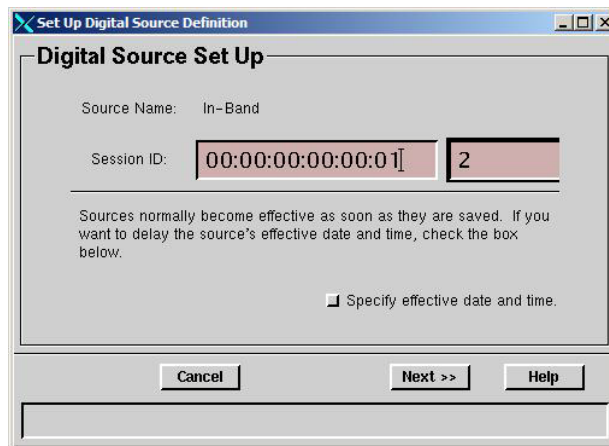 Set Up Digital Source Definition
Digital Source Set Up
Source Name: In-Band
Session ID: 00:00:00:00:00:01 2
Sources normally become effective as soon as they are saved. If you
want to delay the source's effective date and time, check the box
below.
Specify effective date and time.
Cancel Next >> Help